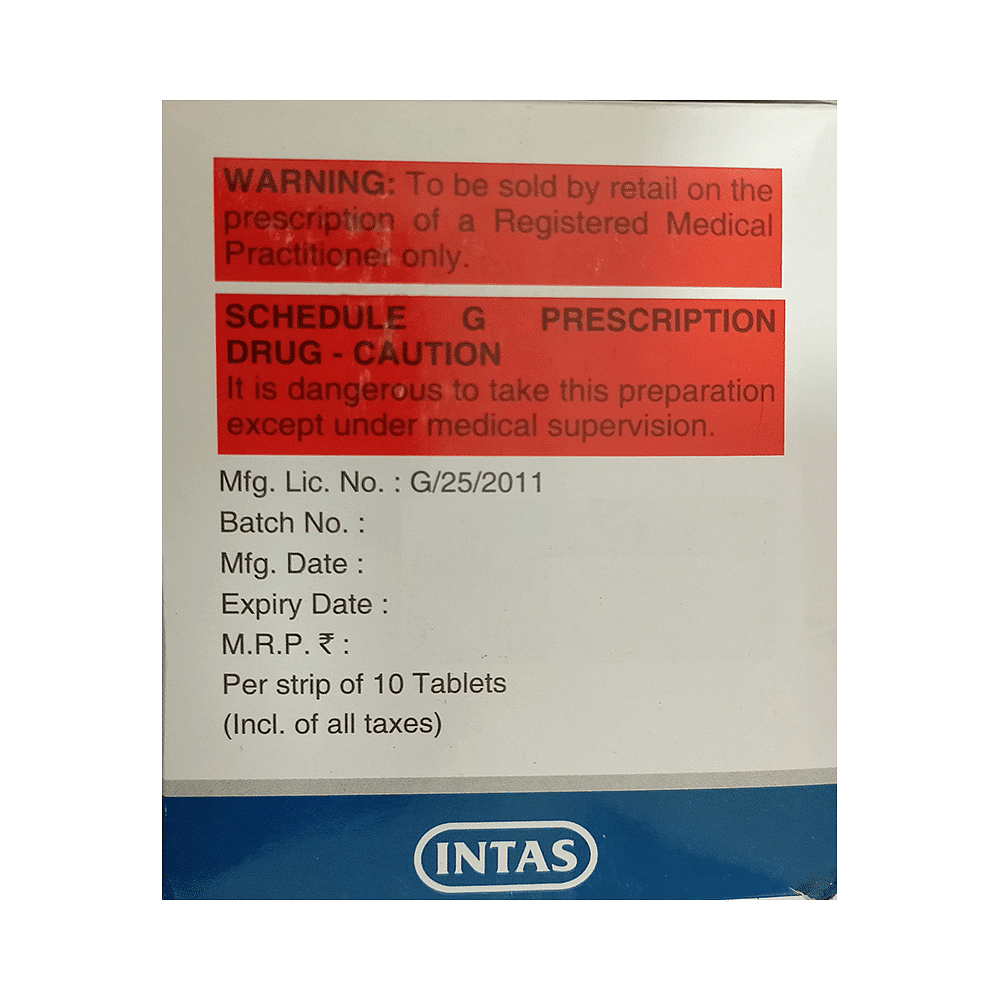 WARNING: To be sold by retail on the
prescription of a Registered Medical
Practitioner only.
SCHEDULE G PRESCRIPTION
DRUG - CAUTION
It is dangerous to take this preparation
except under medical supervision.
Mfg. Lic. No. : G/25/2011
Batch No. :
Mfg. Date :
Expiry Date :
M.R.P. ₹ :
Per strip of 10 Tablets
(Incl. of all taxes)
INTAS